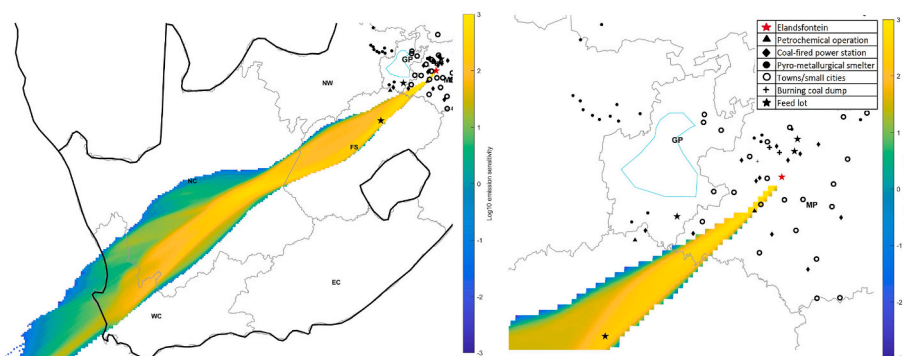 GP
M
NW
FS
NC
WC
EC
3
2
1
0
-1
-2
-3
Log10 emission sensitivity
Elandsfontein
Petrochemical operation
Coal-fired power station
Pyro-metallurgical smelter
Towns/small cities
Burning coal dump
Feed lot
GP
MP
3
2
1
0
-1
-2